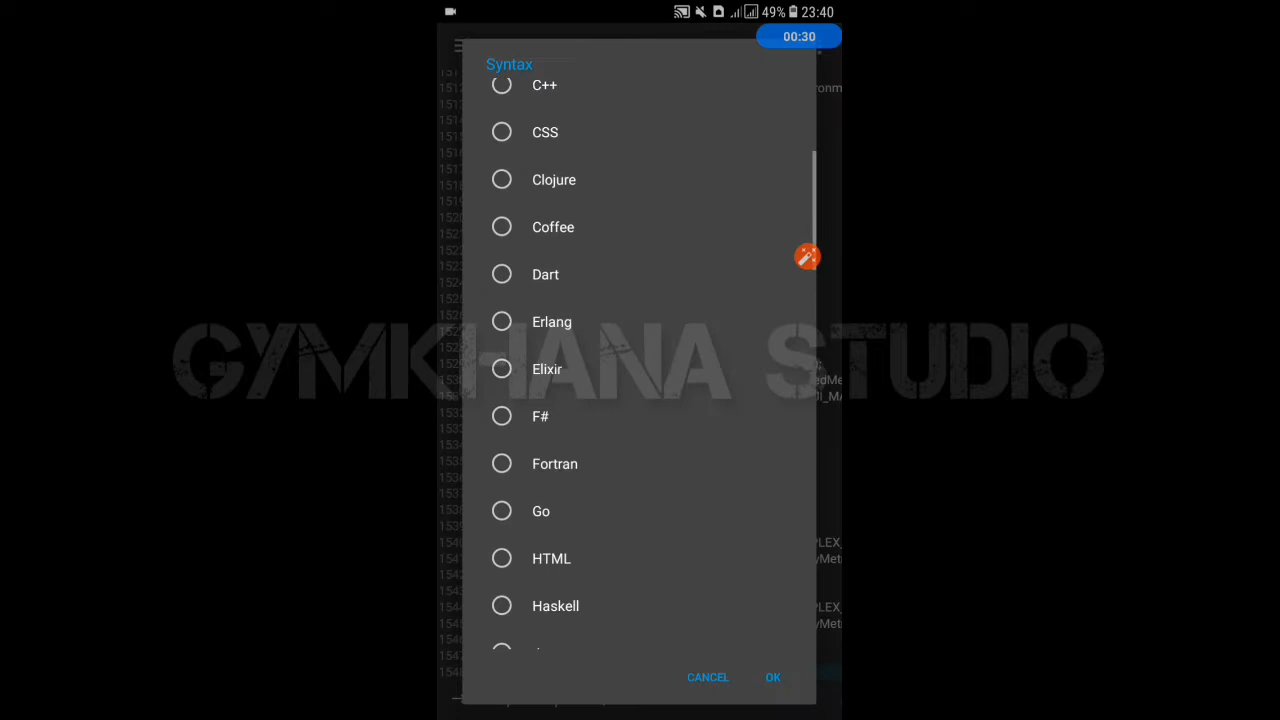 49% 23:40
00:30
Syntax
C++
CSS
Clojure
Coffee
Dart
Erlang
Elixir
F#
Fortran
Go
HTML
Haskell
CANCEL OK
GYMKHANA STUDIO